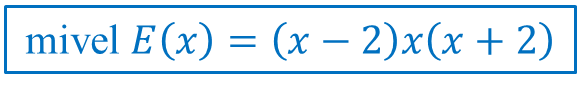 mivel E(x) = (x − 2)x(x + 2)